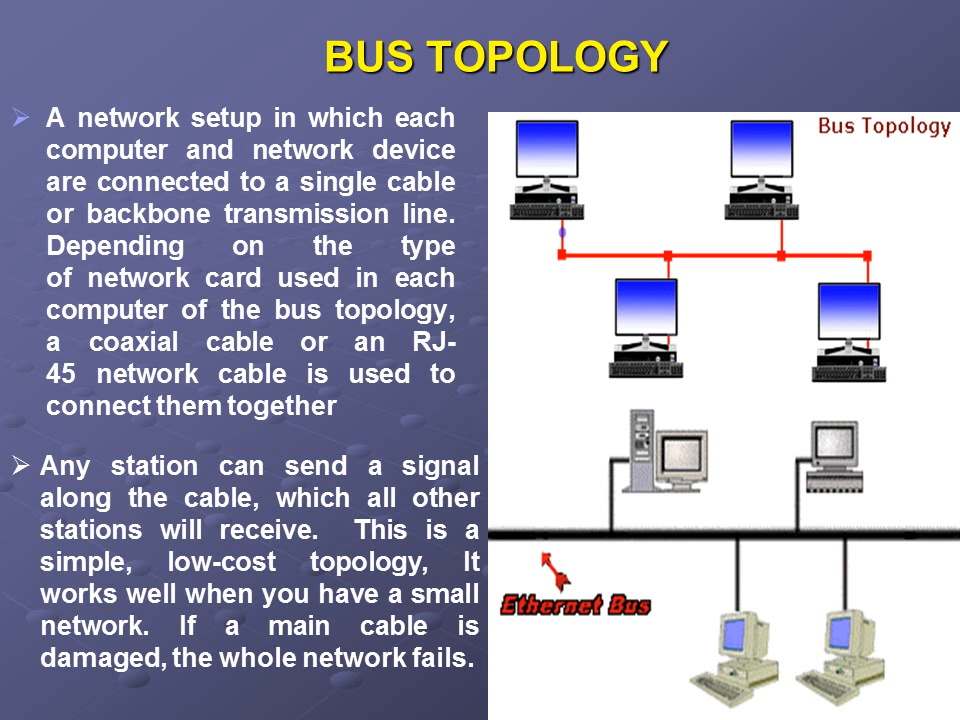 BUS TOPOLOGY
A network setup in which each
computer and network device
are connected to a single cable
or backbone transmission line.
Depending on the type
of network card used in each
computer of the bus topology,
a coaxial cable or an RJ-
45 network cable is used to
connect them together
Any station can send a signal
along the cable, which all other
stations will receive. This is a
simple, low-cost topology, It
works well when you have a small
network. If a main cable is
damaged, the whole network fails.
Bus Topology
Ethernet Bus